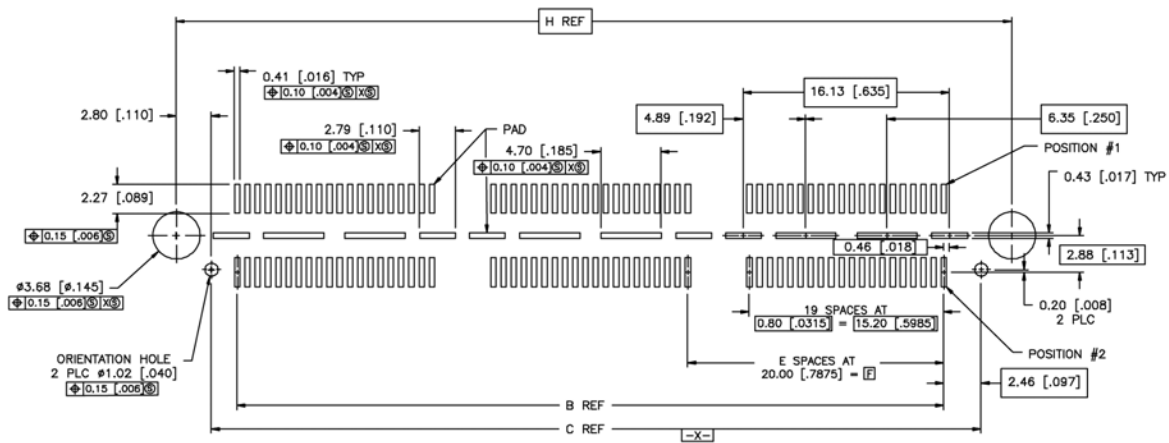 H REF
0.41 [.016] TYP
⌖ 0.10 [.004]Ⓢ XⓈ
2.80 [.110]
2.79 [.110]
⌖ 0.10 [.004]Ⓢ XⓈ
PAD
4.70 [.185]
⌖ 0.10 [.004]Ⓢ XⓈ
16.13 [.635]
4.89 [.192]
6.35 [.250]
POSITION #1
0.43 [.017] TYP
2.27 [.089]
⌖ 0.15 [.006]Ⓢ
0.46 [.018]
2.88 [.113]
ø3.68 [ø.145]
⌖ 0.15 [.006]Ⓢ XⓈ
0.20 [.008]
2 PLC
19 SPACES AT
0.80 [.0315] = 15.20 [.5985]
ORIENTATION HOLE
2 PLC ø1.02 [.040]
⌖ 0.15 [.006]Ⓢ
E SPACES AT
20.00 [.7875] = F
POSITION #2
2.46 [.097]
B REF
C REF
-X-